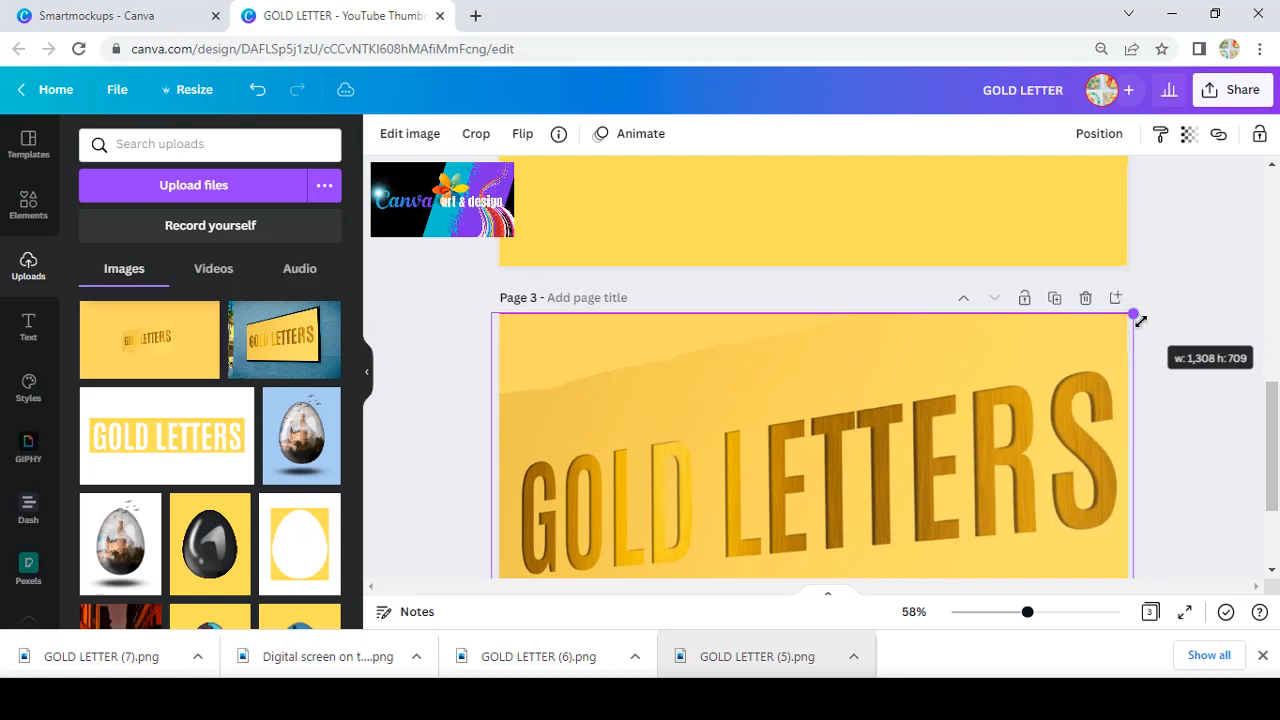 Smartmockups - Canva
GOLD LETTER - YouTube Thumbn
canva.com/design/DAFLSp5j1zU/cCCvNTKI608hMAfiMmFcng/edit
Home File Resize
GOLD LETTER
Share
Templates
Elements
Uploads
Text
Styles
GIPHY
Dash
Pexels
Search uploads
Upload files
Record yourself
Images Videos Audio
GOLD LETTERS
GOLD LETTERS
GOLD LETTERS
Edit image Crop Flip Animate Position
Canva art & design
Page 3 - Add page title
w: 1,308 h: 709
GOLD LETTERS
Notes
58%
3
GOLD LETTER (7).png
Digital screen on t....png
GOLD LETTER (6).png
GOLD LETTER (5).png
Show all